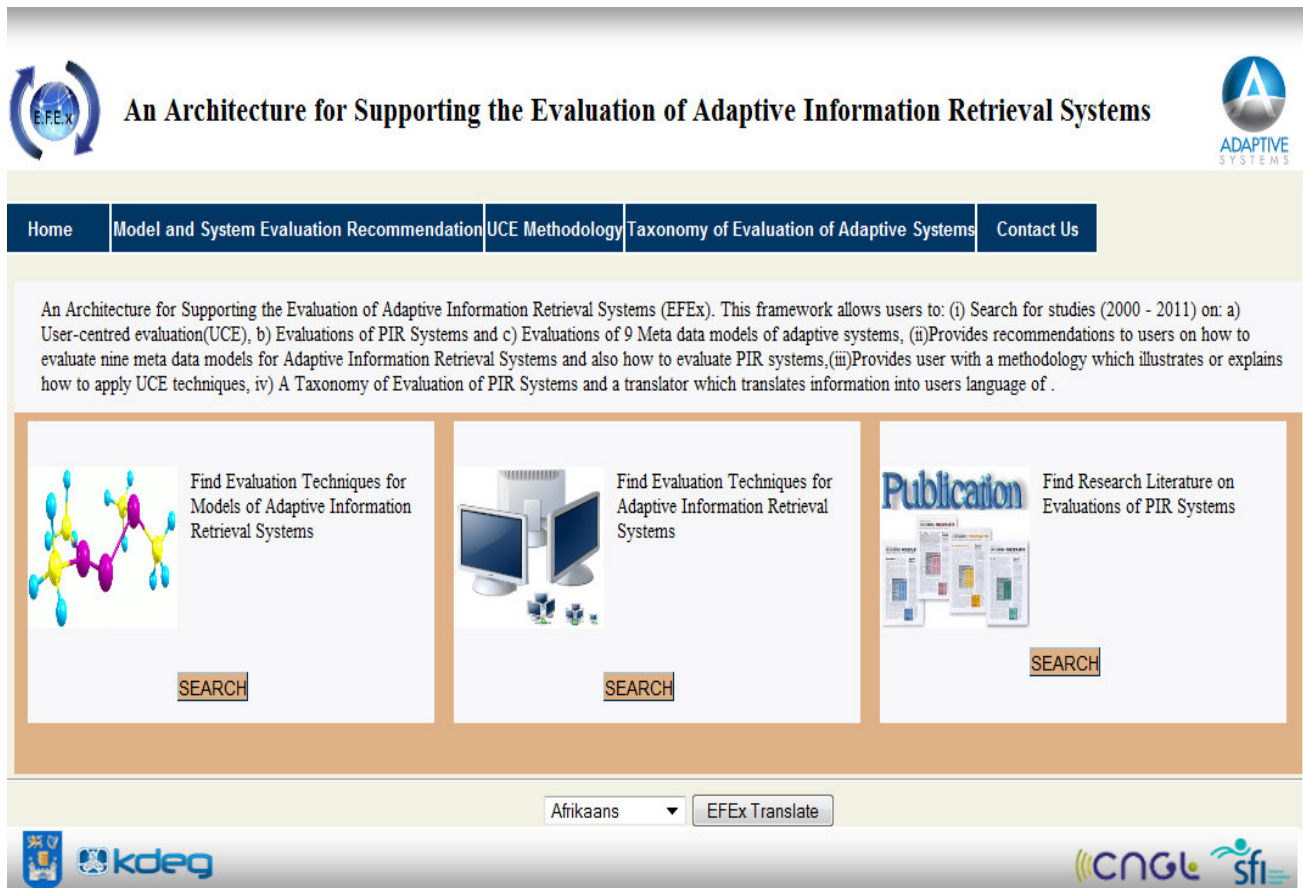 E.F.E.x
An Architecture for Supporting the Evaluation of Adaptive Information Retrieval Systems
ADAPTIVE
SYSTEMS
Home Model and System Evaluation Recommendation UCE Methodology Taxonomy of Evaluation of Adaptive Systems Contact Us
An Architecture for Supporting the Evaluation of Adaptive Information Retrieval Systems (EFEx). This framework allows users to: (i) Search for studies (2000 - 2011) on: a)
User-centred evaluation(UCE), b) Evaluations of PIR Systems and c) Evaluations of 9 Meta data models of adaptive systems, (ii)Provides recommendations to users on how to
evaluate nine meta data models for Adaptive Information Retrieval Systems and also how to evaluate PIR systems,(iii)Provides user with a methodology which illustrates or explains
how to apply UCE techniques, iv) A Taxonomy of Evaluation of PIR Systems and a translator which translates information into users language of .
Find Evaluation Techniques for
Models of Adaptive Information
Retrieval Systems
SEARCH
Find Evaluation Techniques for
Adaptive Information Retrieval
Systems
SEARCH
Publication
Find Research Literature on
Evaluations of PIR Systems
SEARCH
Afrikaans EFEx Translate
kdeg
CNGL
sfi